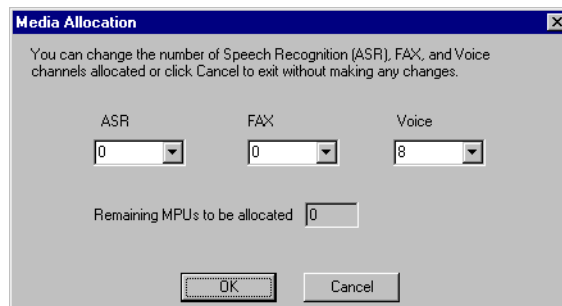 Media Allocation
You can change the number of Speech Recognition (ASR), FAX, and Voice
channels allocated or click Cancel to exit without making any changes.
ASR FAX Voice
0 0 8
Remaining MPUs to be allocated 0
OK Cancel